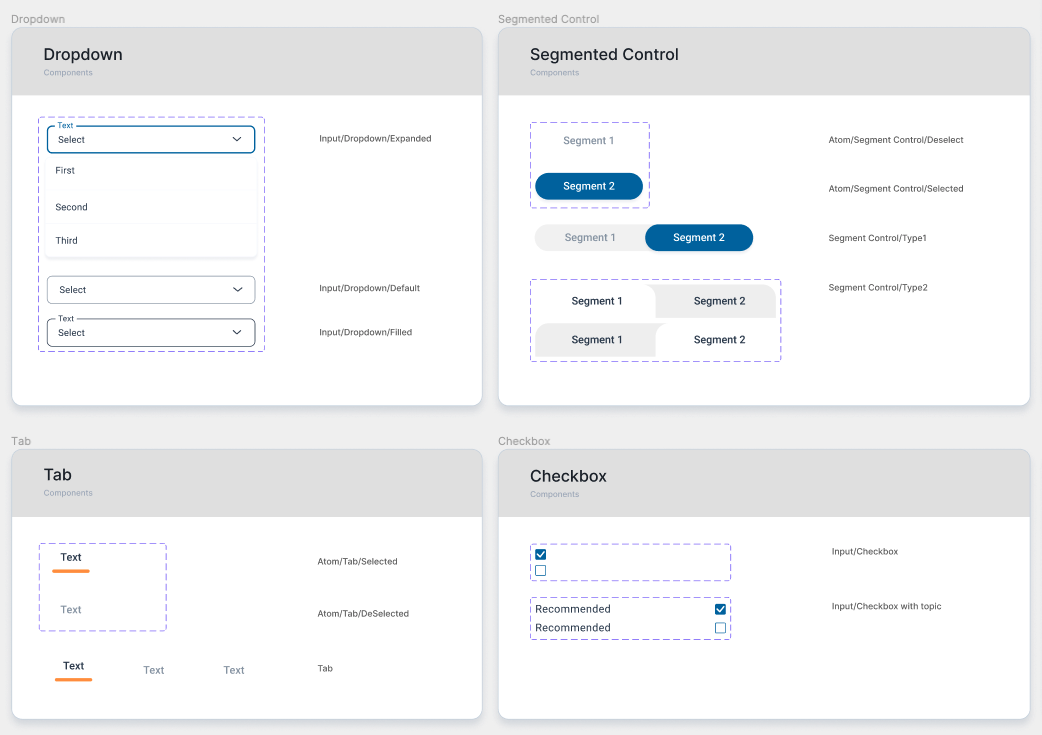 Dropdown
Dropdown
Components
Text
Select
Input/Dropdown/Expanded
First
Second
Third
Select
Input/Dropdown/Default
Text
Select
Input/Dropdown/Filled
Segmented Control
Segmented Control
Components
Segment 1
Atom/Segment Control/Deselect
Segment 2
Atom/Segment Control/Selected
Segment 1
Segment 2
Segment Control/Type1
Segment Control/Type2
Segment 1
Segment 2
Segment 1
Segment 2
Tab
Tab
Components
Text
Atom/Tab/Selected
Text
Atom/Tab/DeSelected
Text
Text
Text
Tab
Checkbox
Checkbox
Components
Input/Checkbox
Recommended
Input/Checkbox with topic
Recommended